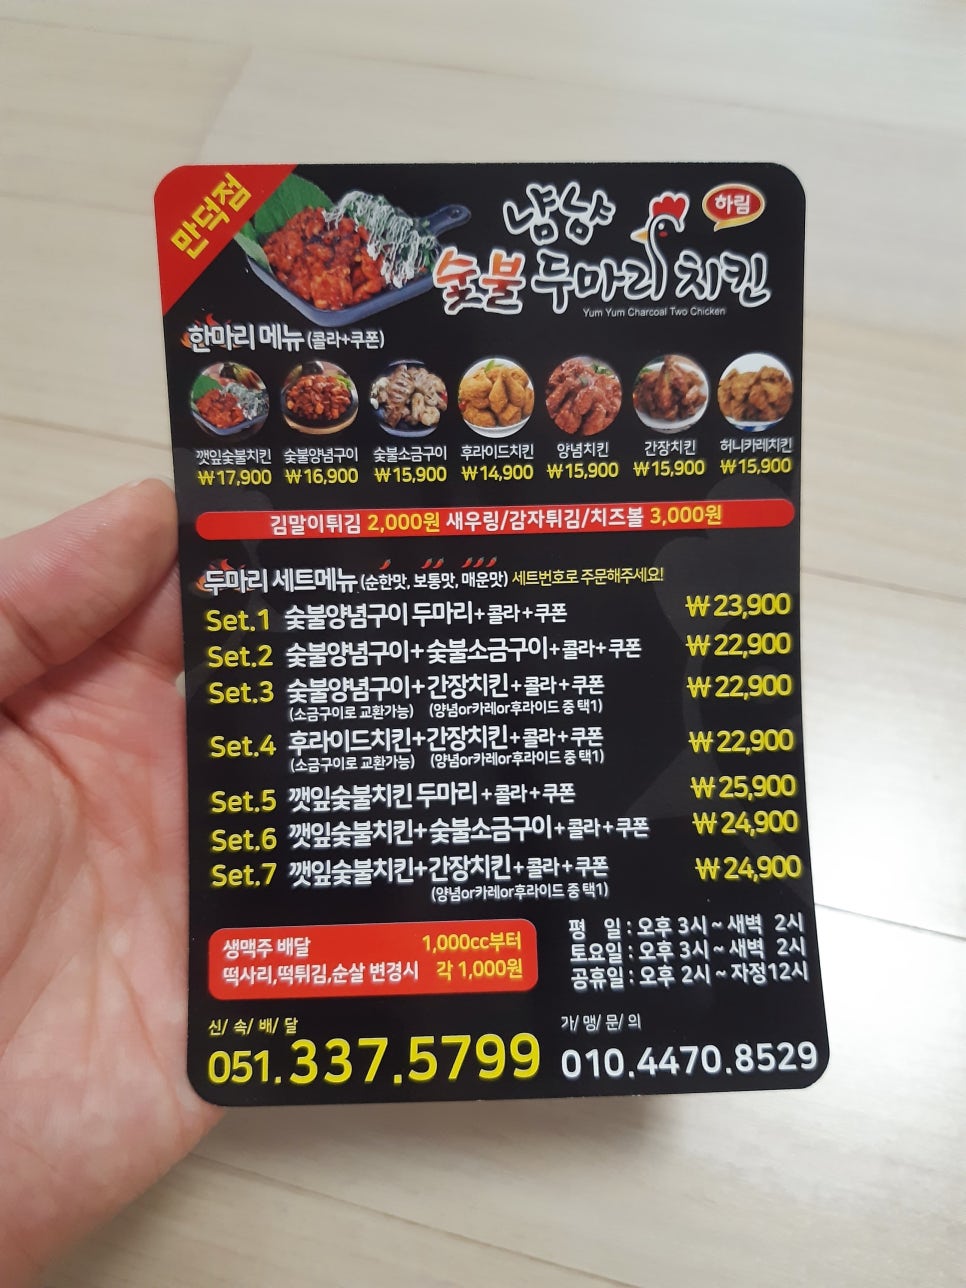 만덕점
냠냠
하림
숯불 두마리 치킨
Yum Yum Charcoal Two Chicken
한마리 메뉴 (콜라+쿠폰)
깻잎숯불치킨 숯불양념구이 숯불소금구이 후라이드치킨 양념치킨 간장치킨 허니카레치킨
₩17,900 ₩16,900 ₩15,900 ₩14,900 ₩15,900 ₩15,900 ₩15,900
김말이튀김 2,000원 새우링/감자튀김/치즈볼 3,000원
두마리 세트메뉴 (순한맛, 보통맛, 매운맛) 세트번호로 주문해주세요!
Set.1 숯불양념구이 두마리+콜라+쿠폰 ₩23,900
Set.2 숯불양념구이+숯불소금구이+콜라+쿠폰 ₩22,900
Set.3 숯불양념구이+간장치킨+콜라+쿠폰 ₩22,900
(소금구이로 교환가능) (양념or카레or후라이드 중 택1)
Set.4 후라이드치킨+간장치킨+콜라+쿠폰 ₩22,900
(소금구이로 교환가능) (양념or카레or후라이드 중 택1)
Set.5 깻잎숯불치킨 두마리+콜라+쿠폰 ₩25,900
Set.6 깻잎숯불치킨+숯불소금구이+콜라+쿠폰 ₩24,900
Set.7 깻잎숯불치킨+간장치킨+콜라+쿠폰 ₩24,900
(양념or카레or후라이드 중 택1)
생맥주 배달 1,000cc부터
떡사리,떡튀김,순살 변경시 각 1,000원
평 일 : 오후 3시 ~ 새벽 2시
토요일 : 오후 3시 ~ 새벽 2시
공휴일 : 오후 2시 ~ 자정12시
신/ 속/ 배/ 달
051.337.5799
가/ 맹/ 문/ 의
010.4470.8529